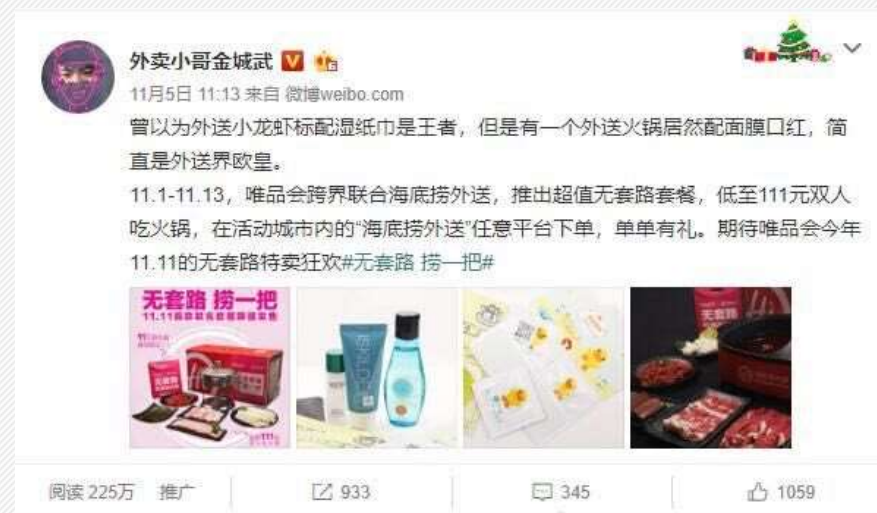 外卖小哥金城武
11月5日 11:13 来自 微博weibo.com
曾以为外送小龙虾标配湿纸巾是王者，但是有一个外送火锅居然配面膜口红，简
直是外送界欧皇。
11.1-11.13，唯品会跨界联合海底捞外送，推出超值无套路套餐，低至111元双人
吃火锅，在活动城市内的“海底捞外送”任意平台下单，单单有礼。期待唯品会今年
11.11的无套路特卖狂欢#无套路 捞一把#
无套路 捞一把
阅读 225万 推广 933 345 1059